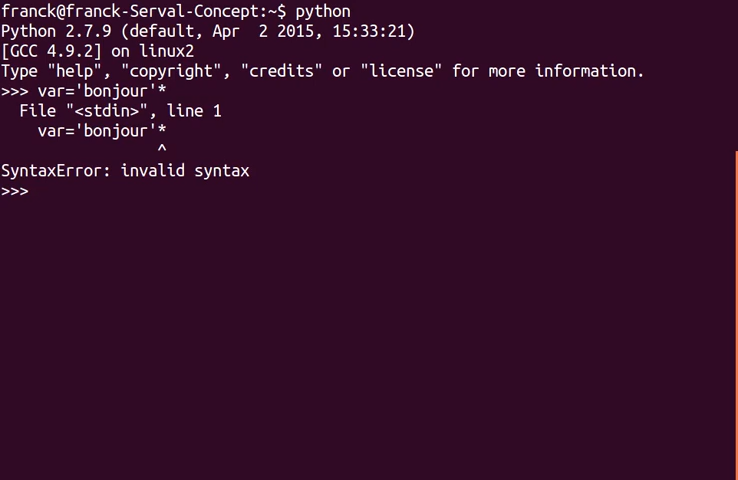 franck@franck-Serval-Concept:~$ python
Python 2.7.9 (default, Apr  2 2015, 15:33:21)
[GCC 4.9.2] on linux2
Type "help", "copyright", "credits" or "license" for more information.
>>> var='bonjour'*
  File "<stdin>", line 1
    var='bonjour'*
                 ^
SyntaxError: invalid syntax
>>>